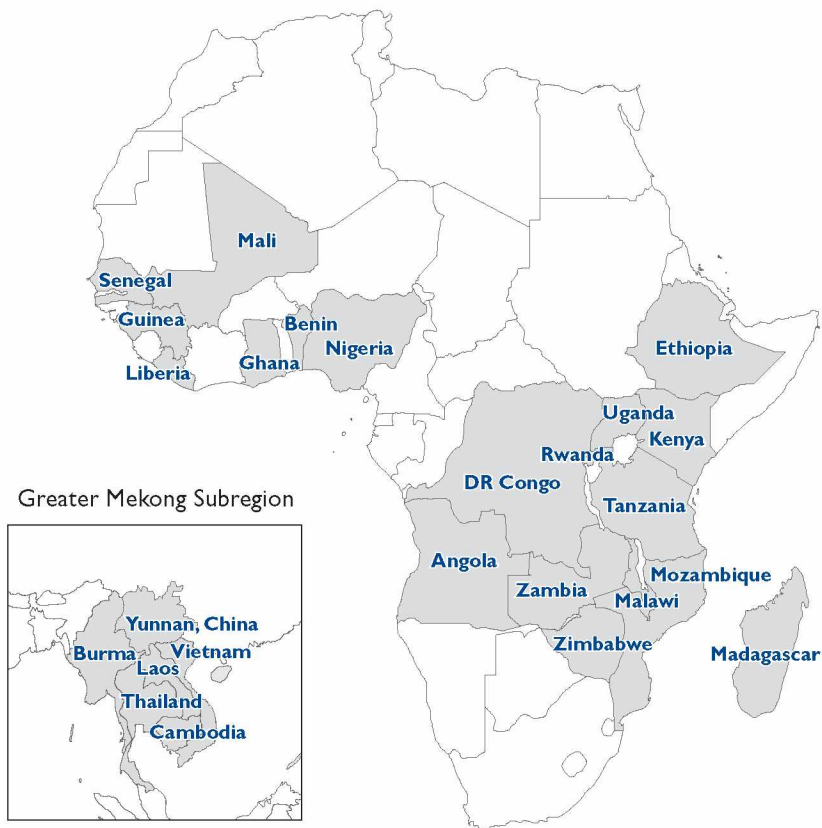 Mali
Senegal
Guinea
Benin
Nigeria
Ghana
Liberia
Ethiopia
Uganda
Kenya
Rwanda
DR Congo
Tanzania
Angola
Mozambique
Zambia
Malawi
Zimbabwe
Madagascar
Greater Mekong Subregion
Yunnan, China
Burma
Vietnam
Laos
Thailand
Cambodia